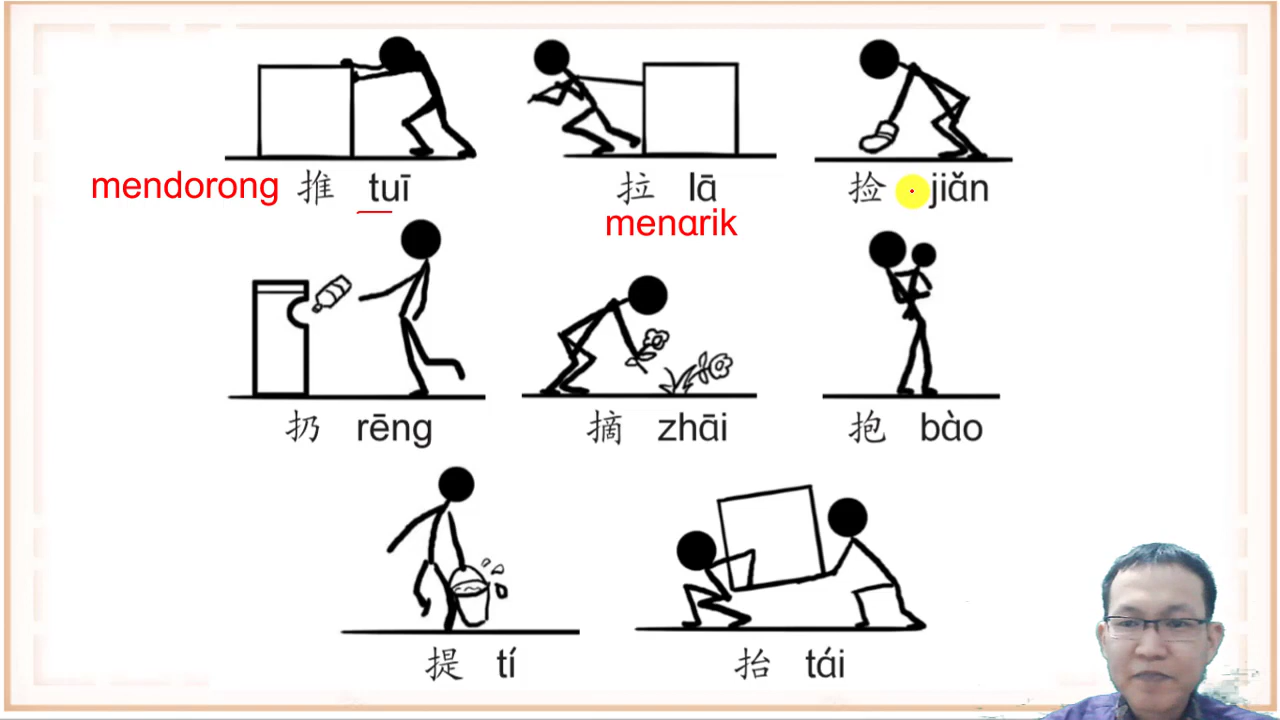 mendorong 推 tuī
拉 lā
menarik
捡 jiǎn
扔 rēng
摘 zhāi
抱 bào
提 tí
抬 tái